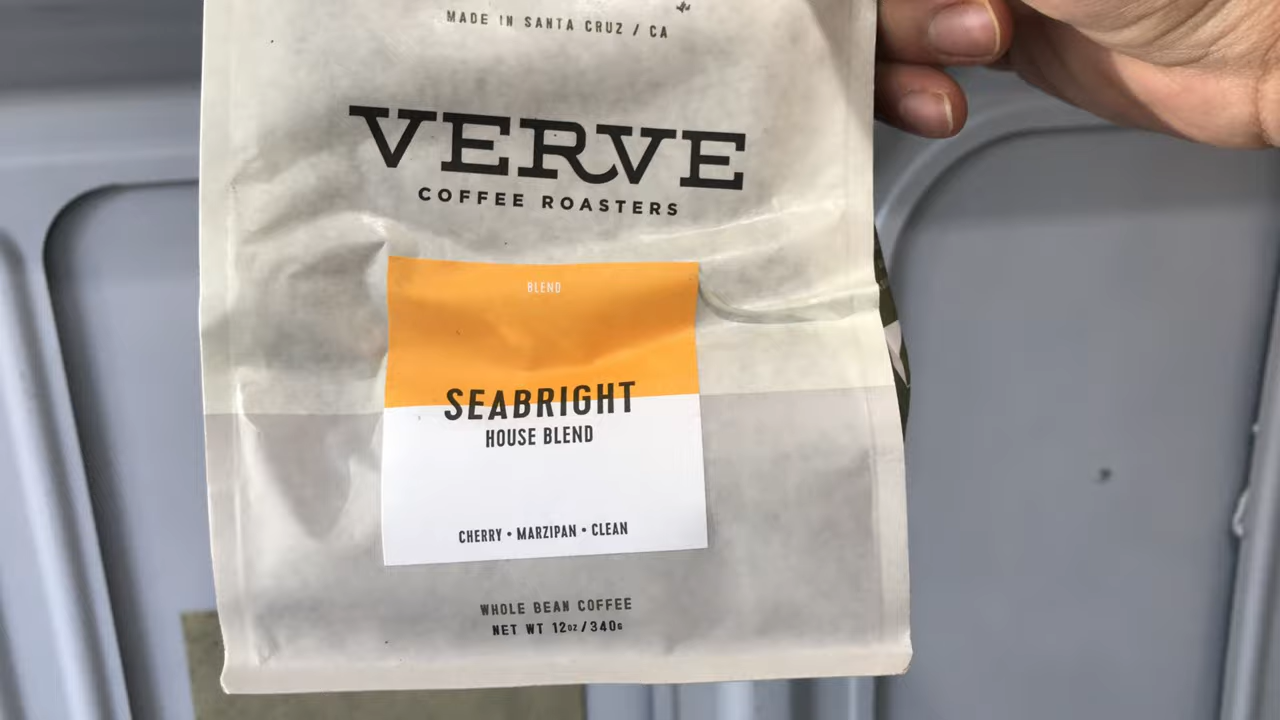 MADE IN SANTA CRUZ / CA
VERVE
COFFEE ROASTERS
BLEND
SEABRIGHT
HOUSE BLEND
CHERRY • MARZIPAN • CLEAN
WHOLE BEAN COFFEE
NET WT 12oz/340g